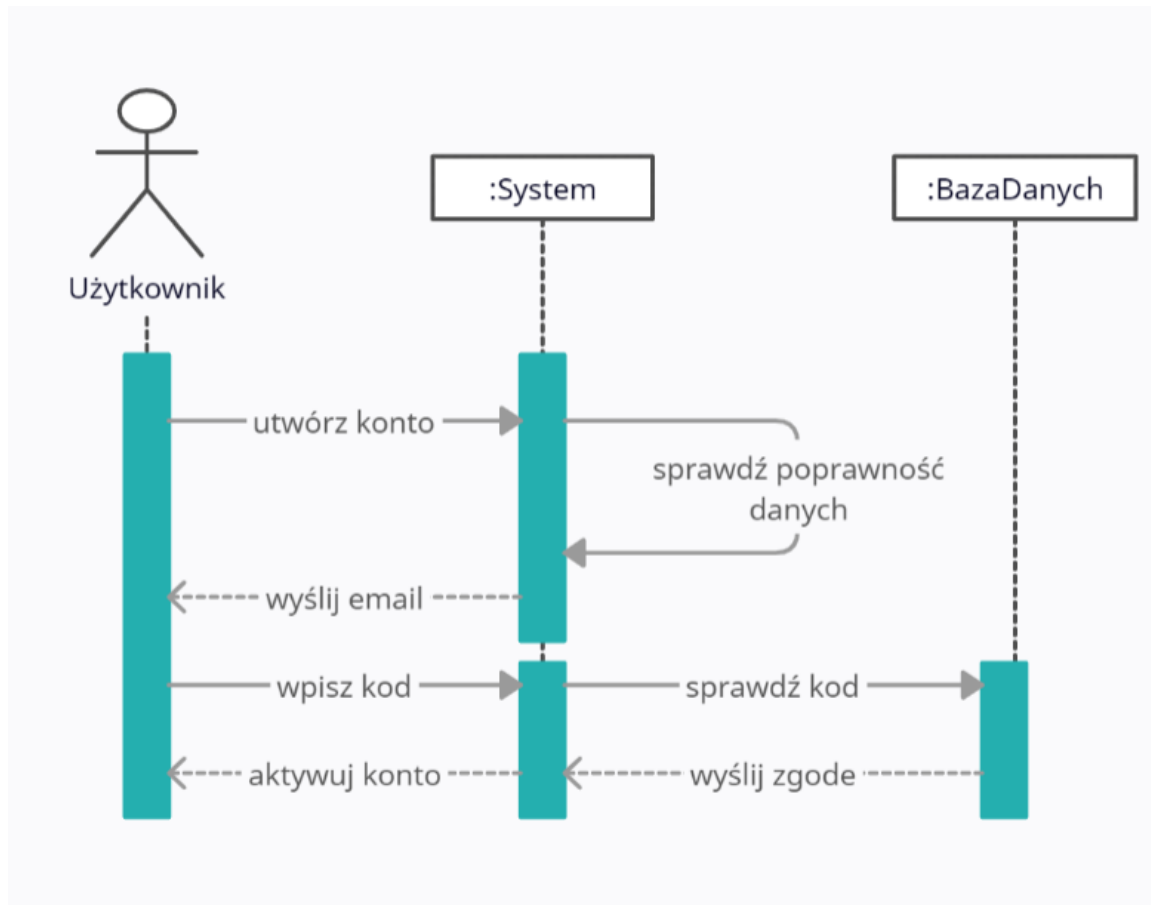 :System
:BazaDanych
Użytkownik
utwórz konto
sprawdź poprawność
danych
wyślij email
wpisz kod
sprawdź kod
aktywuj konto
wyślij zgode